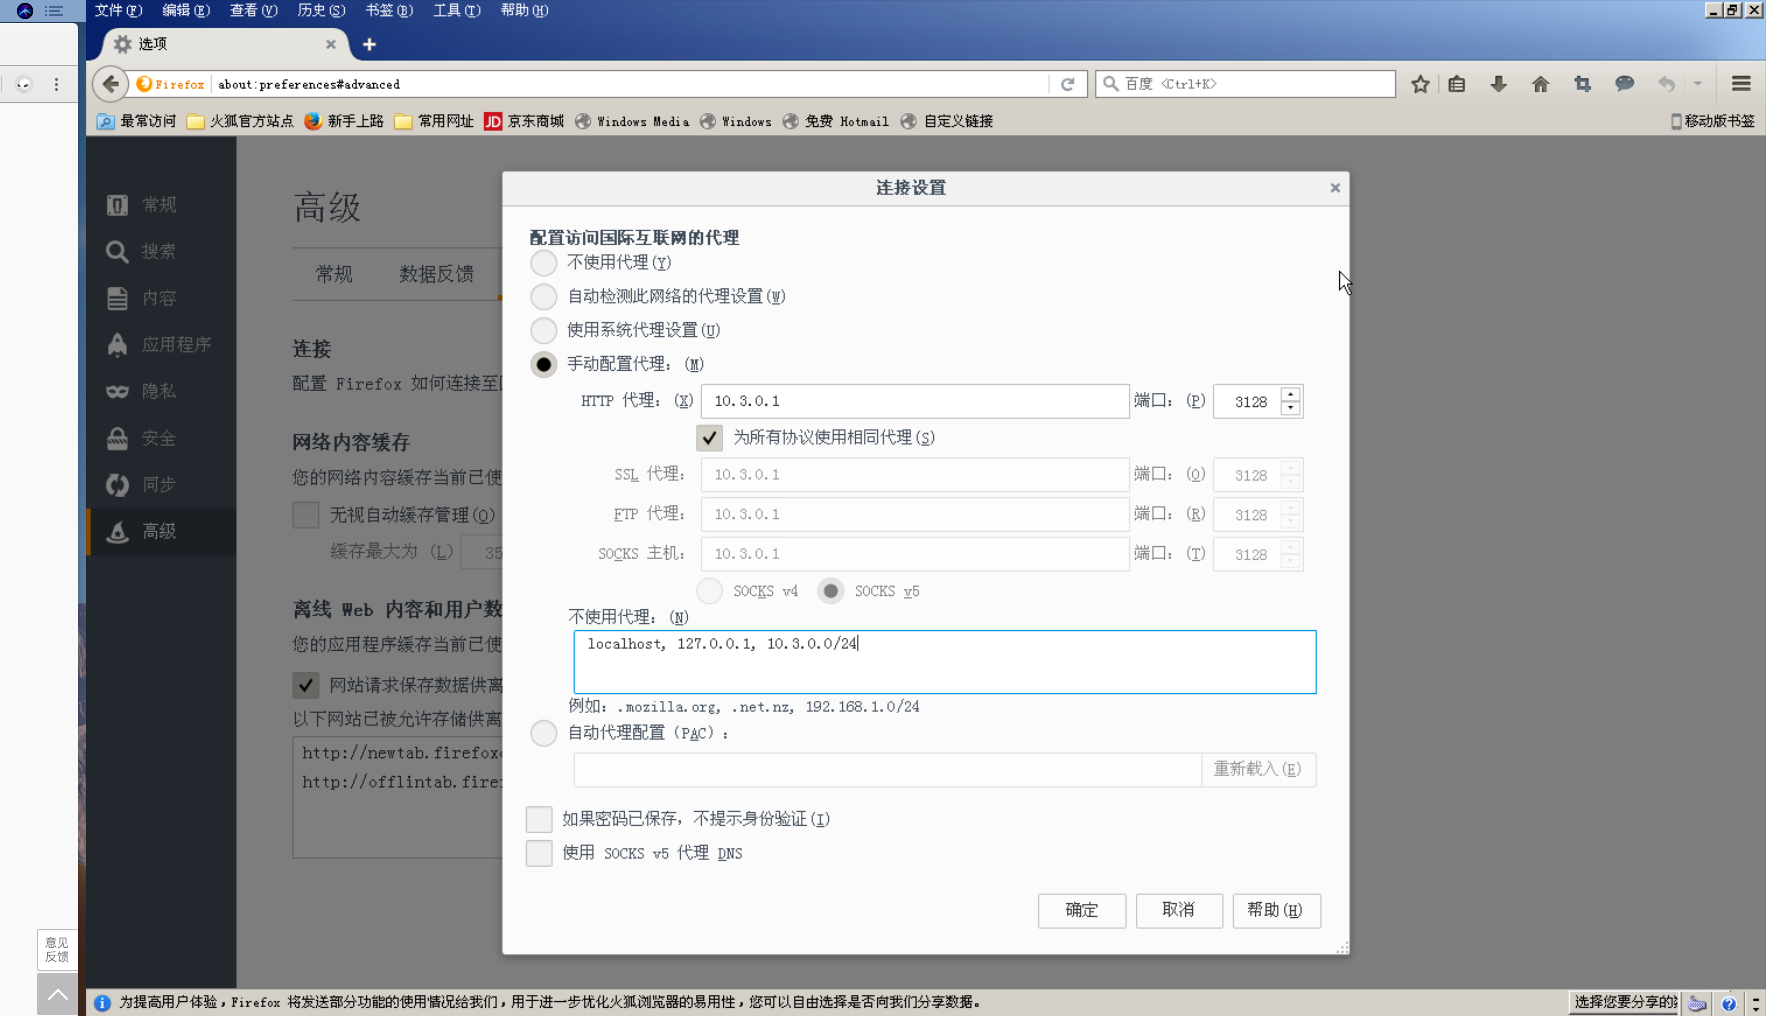 文件(F) 编辑(E) 查看(V) 历史(S) 书签(B) 工具(T) 帮助(H)
选项
Firefox about:preferences#advanced
百度 <Ctrl+K>
最常访问 火狐官方站点 新手上路 常用网址 JD 京东商城 Windows Media Windows 免费 Hotmail 自定义链接 移动版书签
常规
搜索
内容
应用程序
隐私
安全
同步
高级
高级
常规 数据反馈
连接
配置 Firefox 如何连接至
网络内容缓存
您的网络内容缓存当前已使
无视自动缓存管理(O)
缓存最大为 (L) 35
离线 Web 内容和用户数
您的应用程序缓存当前已使
网站请求保存数据供离
以下网站已被允许存储供离
http://newtab.firefox
http://offlintab.fire
连接设置
配置访问国际互联网的代理
不使用代理(Y)
自动检测此网络的代理设置(W)
使用系统代理设置(U)
手动配置代理: (M)
HTTP 代理: (X) 10.3.0.1 端口: (P) 3128
为所有协议使用相同代理(S)
SSL 代理: 10.3.0.1 端口: (O) 3128
FTP 代理: 10.3.0.1 端口: (R) 3128
SOCKS 主机: 10.3.0.1 端口: (T) 3128
SOCKS v4 SOCKS v5
不使用代理: (N)
localhost, 127.0.0.1, 10.3.0.0/24
例如: .mozilla.org, .net.nz, 192.168.1.0/24
自动代理配置（PAC）:
重新载入(E)
如果密码已保存，不提示身份验证(I)
使用 SOCKS v5 代理 DNS
确定 取消 帮助(H)
意见
反馈
为提高用户体验，Firefox 将发送部分功能的使用情况给我们，用于进一步优化火狐浏览器的易用性，您可以自由选择是否向我们分享数据。
选择您要分享的